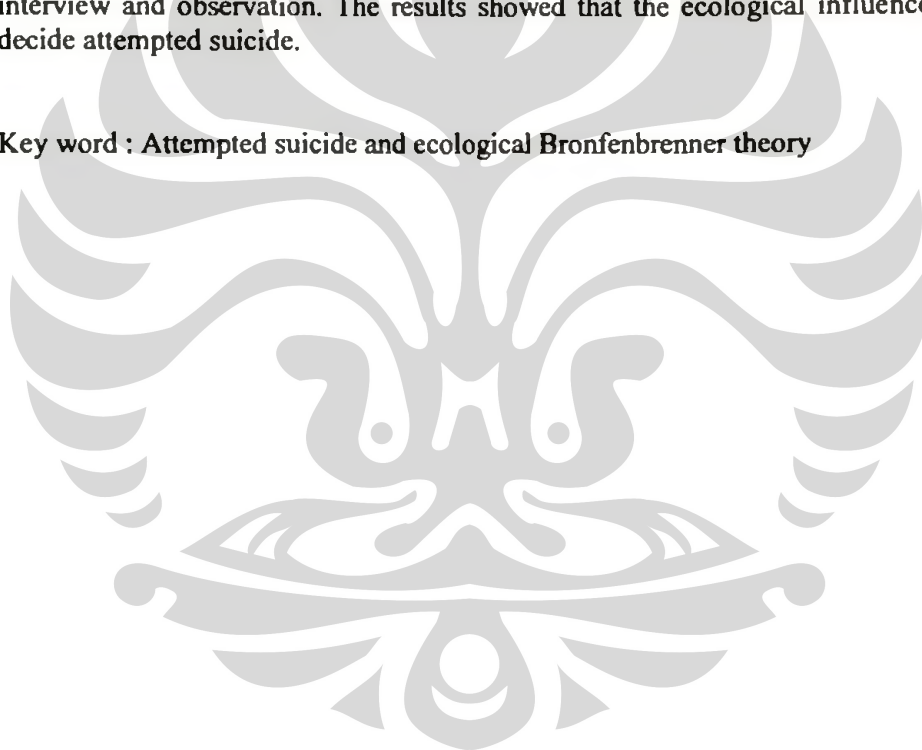 interview and observation. The results showed that the ecological influence
decide attempted suicide.
Key word : Attempted suicide and ecological Bronfenbrenner theory